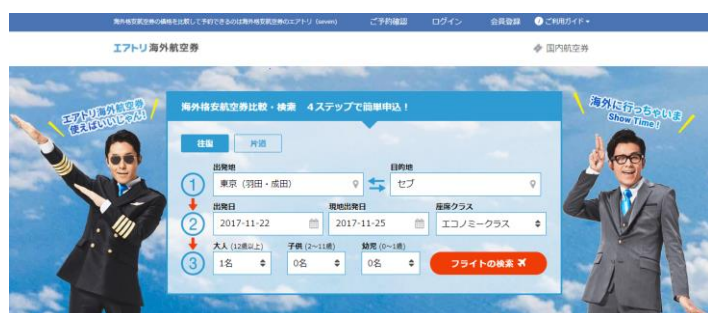 海外格安航空券の価格を比較して予約できるのは海外格安航空券のエアトリ (エアトリ)
ご予約確認
ログイン
会員登録
ご利用ガイド
エアトリ 海外航空券
国内航空券
エアトリ海外航空券
使えばいいじゃん!
海外に行っちゃいま
Show Time!
海外格安航空券比較・検索 4ステップで簡単申込!
往復
片道
出発地
目的地
1
東京 (羽田・成田)
セブ
出発日
現地出発日
座席クラス
2
2017-11-22
2017-11-25
エコノミークラス
大人 (12歳以上)
子供 (2~11歳)
幼児 (0~1歳)
3
1名
0名
0名
フライトの検索